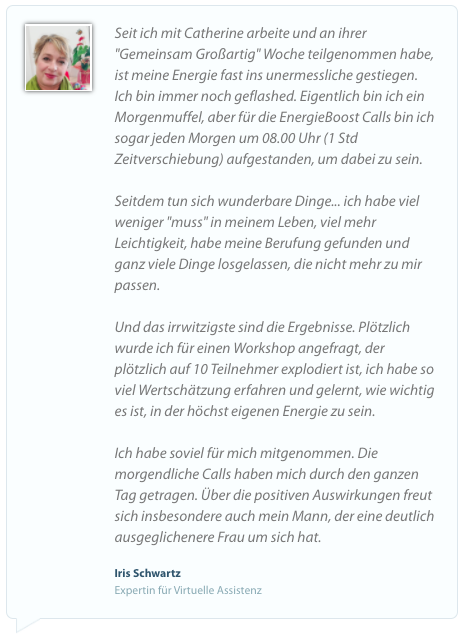 Seit ich mit Catherine arbeite und an ihrer
"Gemeinsam Großartig" Woche teilgenommen habe,
ist meine Energie fast ins unermessliche gestiegen.
Ich bin immer noch geflashed. Eigentlich bin ich ein
Morgenmuffel, aber für die EnergieBoost Calls bin ich
sogar jeden Morgen um 08.00 Uhr (1 Std
Zeitverschiebung) aufgestanden, um dabei zu sein.

Seitdem tun sich wunderbare Dinge... ich habe viel
weniger "muss" in meinem Leben, viel mehr
Leichtigkeit, habe meine Berufung gefunden und
ganz viele Dinge losgelassen, die nicht mehr zu mir
passen.

Und das irrwitzigste sind die Ergebnisse. Plötzlich
wurde ich für einen Workshop angefragt, der
plötzlich auf 10 Teilnehmer explodiert ist, ich habe so
viel Wertschätzung erfahren und gelernt, wie wichtig
es ist, in der höchst eigenen Energie zu sein.

Ich habe soviel für mich mitgenommen. Die
morgendliche Calls haben mich durch den ganzen
Tag getragen. Über die positiven Auswirkungen freut
sich insbesondere auch mein Mann, der eine deutlich
ausgeglichenere Frau um sich hat.

Iris Schwartz
Expertin für Virtuelle Assistenz